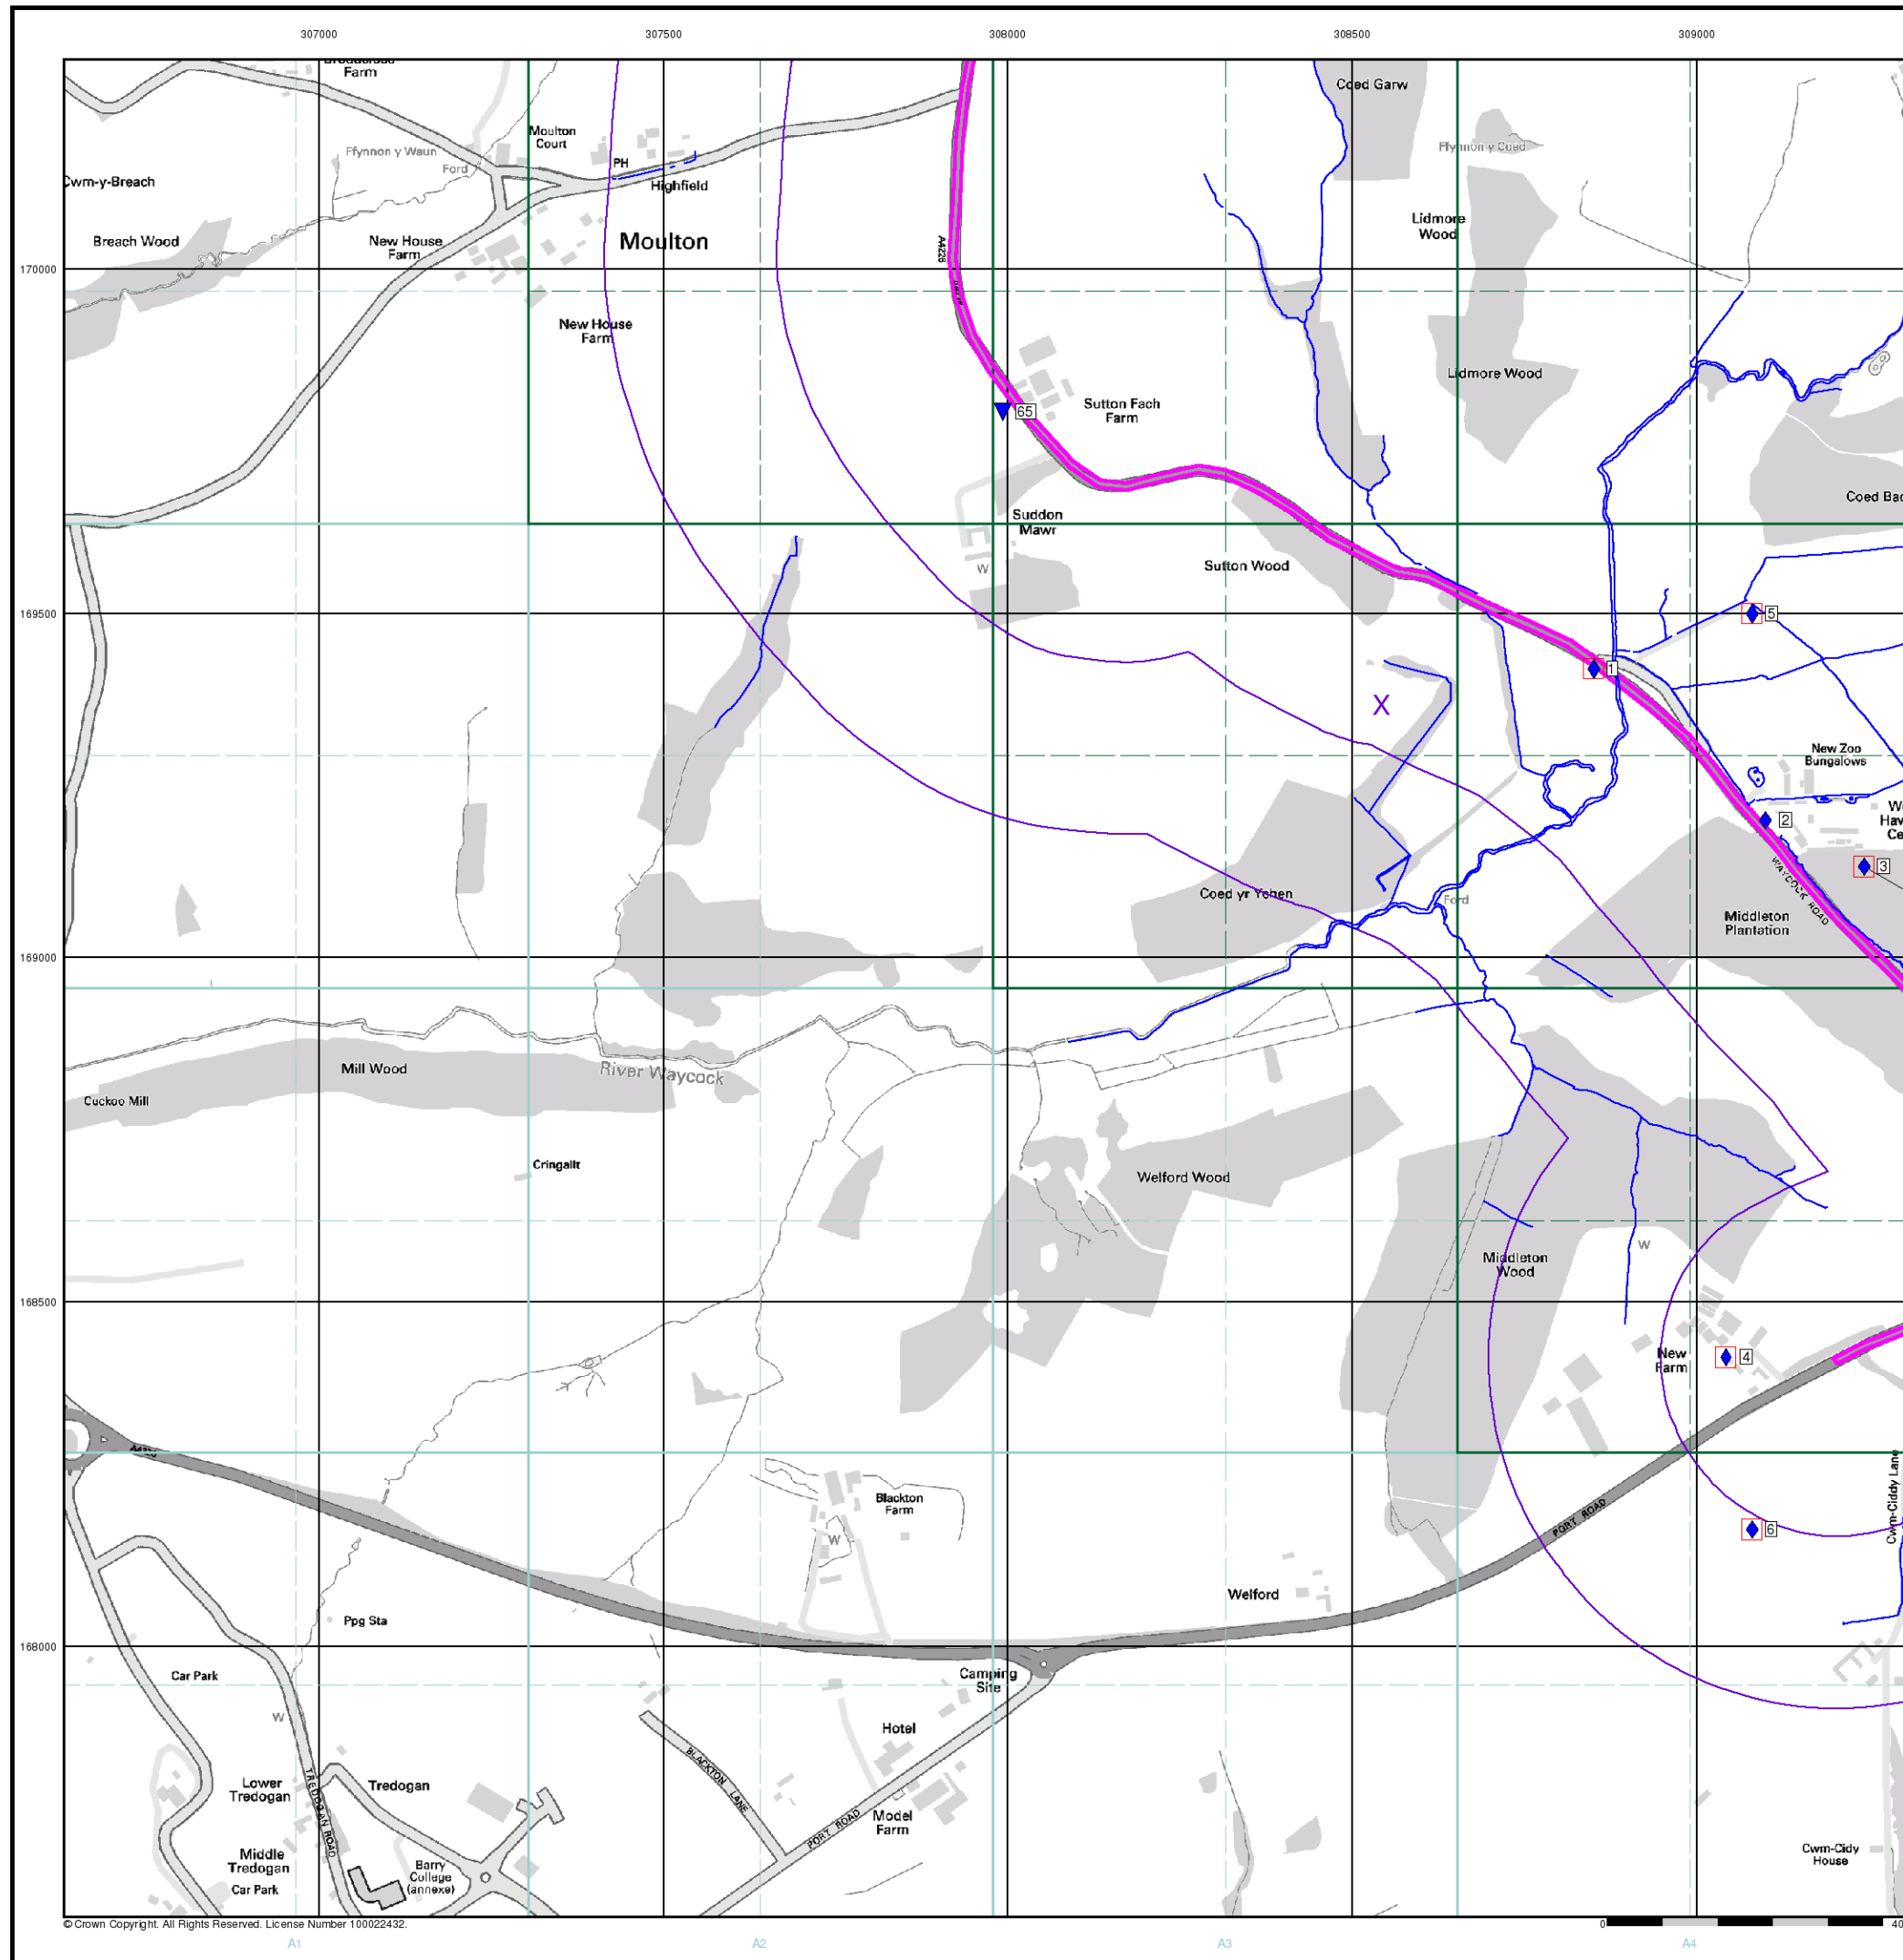 307000 307500 308000 308500 309000
Farm
Coed Garw
Moulton
Court
PH
Ffynnon y Waun
Ford
Ffynnon y Coed
Cwm-y-Breach
Highfield
Lidmore
Wood
Breach Wood
New House
Farm
Moulton
A4226
170000
New House
Farm
Lidmore Wood
65
Sutton Fach
Farm
Coed Bac
Suddon
Mawr
W
Sutton Wood
169500
5
1
X
New Zoo
Bungalows
We
Hav
Ce
2
WAYCOCK ROAD
3
Coed yr Ychen
Ford
Middleton
Plantation
169000
Mill Wood
River Waycock
Cuckoo Mill
Cringallt
Welford Wood
W
Middleton
Wood
168500
New
Farm
4
Blackton
Farm
W
PORT ROAD
6
Cwm-Ciddy Lane
Welford
Ppg Sta
168000
Car Park
Camping
Site
W
Hotel
BLACKTON LANE
Lower
Tredogan
Tredogan
TREDOGAN ROAD
PORT ROAD
Model
Farm
Middle
Tredogan
Car Park
Barry
College
(annexe)
Cwm-Cidy
House
© Crown Copyright. All Rights Reserved. License Number 100022432.
0 40
A1 A2 A3 A4